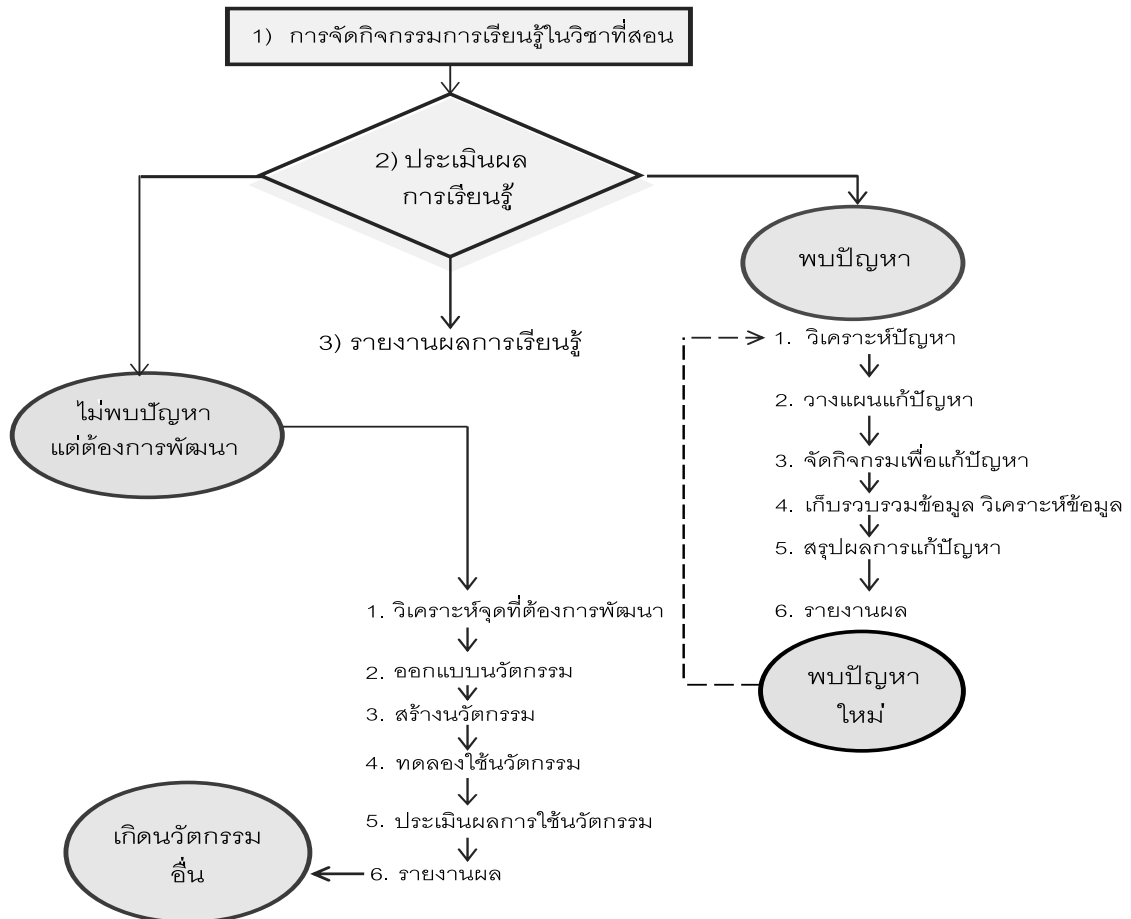 1) การจัดกิจกรรมการเรียนรู้ในวิชาที่สอน
2) ประเมินผล
การเรียนรู้
พบปัญหา
3) รายงานผลการเรียนรู้
ไม่พบปัญหา
แต่ต้องการพัฒนา
1. วิเคราะห์ปัญหา
2. วางแผนแก้ปัญหา
3. จัดกิจกรมเพื่อแก้ปัญหา
4. เก็บรวบรวมข้อมูล วิเคราะห์ข้อมูล
5. สรุปผลการแก้ปัญหา
6. รายงานผล
พบปัญหา
ใหม่
1. วิเคราะห์จุดที่ต้องการพัฒนา
2. ออกแบบนวัตกรรม
3. สร้างนวัตกรรม
4. ทดลองใช้นวัตกรรม
5. ประเมินผลการใช้นวัตกรรม
6. รายงานผล
เกิดนวัตกรรม
อื่น